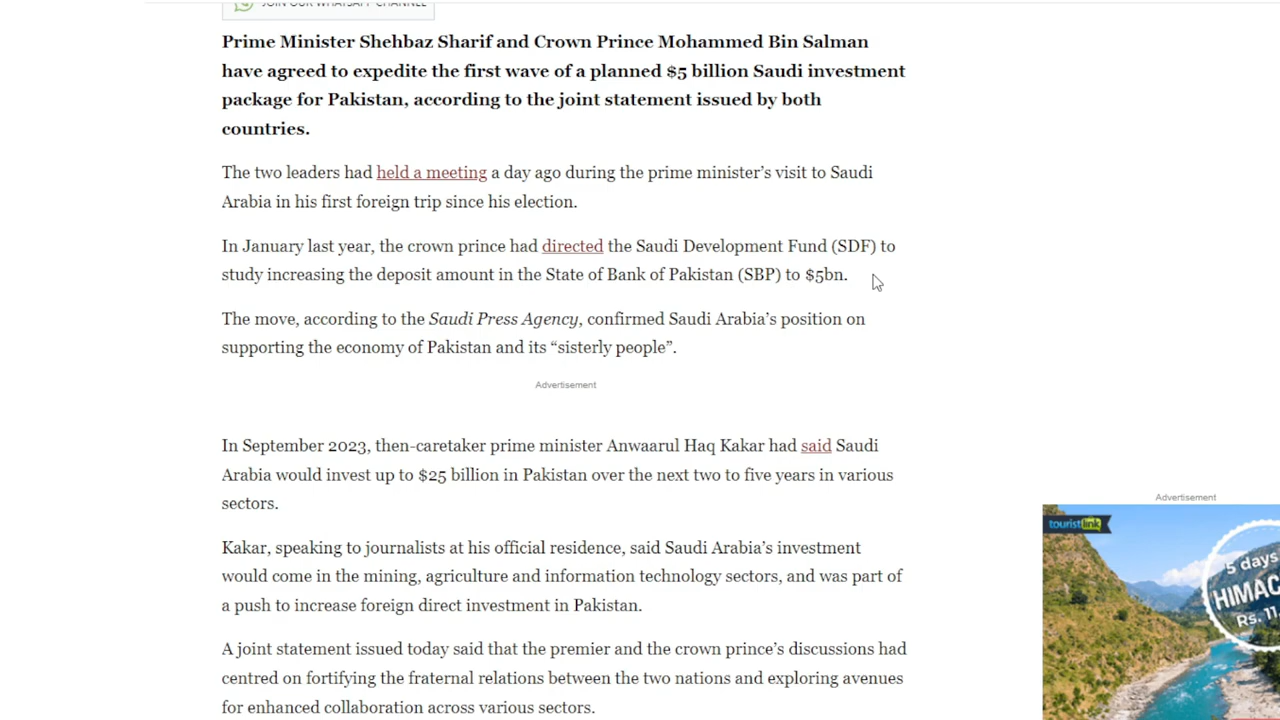 JOIN OUR WHATSAPP CHANNEL
Prime Minister Shehbaz Sharif and Crown Prince Mohammed Bin Salman
have agreed to expedite the first wave of a planned $5 billion Saudi investment
package for Pakistan, according to the joint statement issued by both
countries.
The two leaders had held a meeting a day ago during the prime minister’s visit to Saudi
Arabia in his first foreign trip since his election.
In January last year, the crown prince had directed the Saudi Development Fund (SDF) to
study increasing the deposit amount in the State of Bank of Pakistan (SBP) to $5bn.
The move, according to the Saudi Press Agency, confirmed Saudi Arabia’s position on
supporting the economy of Pakistan and its “sisterly people”.
Advertisement
In September 2023, then-caretaker prime minister Anwaarul Haq Kakar had said Saudi
Arabia would invest up to $25 billion in Pakistan over the next two to five years in various
sectors.
Kakar, speaking to journalists at his official residence, said Saudi Arabia’s investment
would come in the mining, agriculture and information technology sectors, and was part of
a push to increase foreign direct investment in Pakistan.
A joint statement issued today said that the premier and the crown prince’s discussions had
centred on fortifying the fraternal relations between the two nations and exploring avenues
for enhanced collaboration across various sectors.
Advertisement
touristlink
5 days
Rs. 11